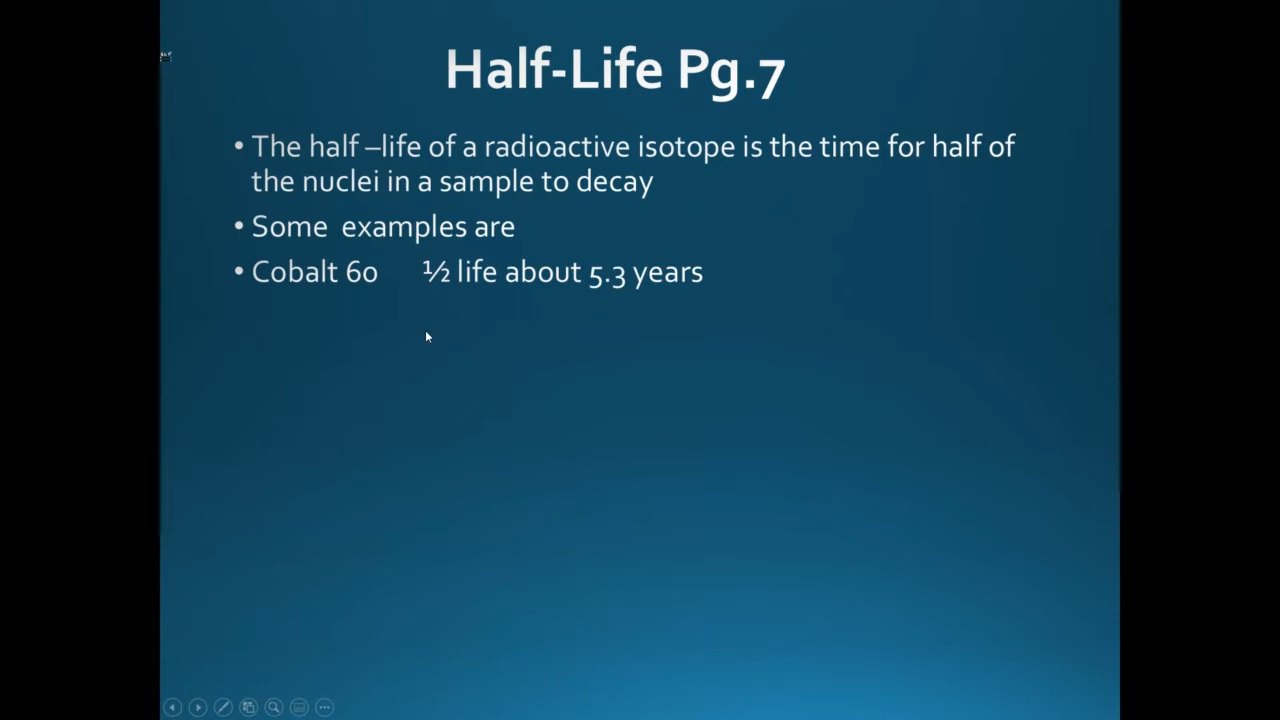 Half-Life Pg.7
• The half –life of a radioactive isotope is the time for half of
the nuclei in a sample to decay
• Some  examples are
• Cobalt 60      ½ life about 5.3 years